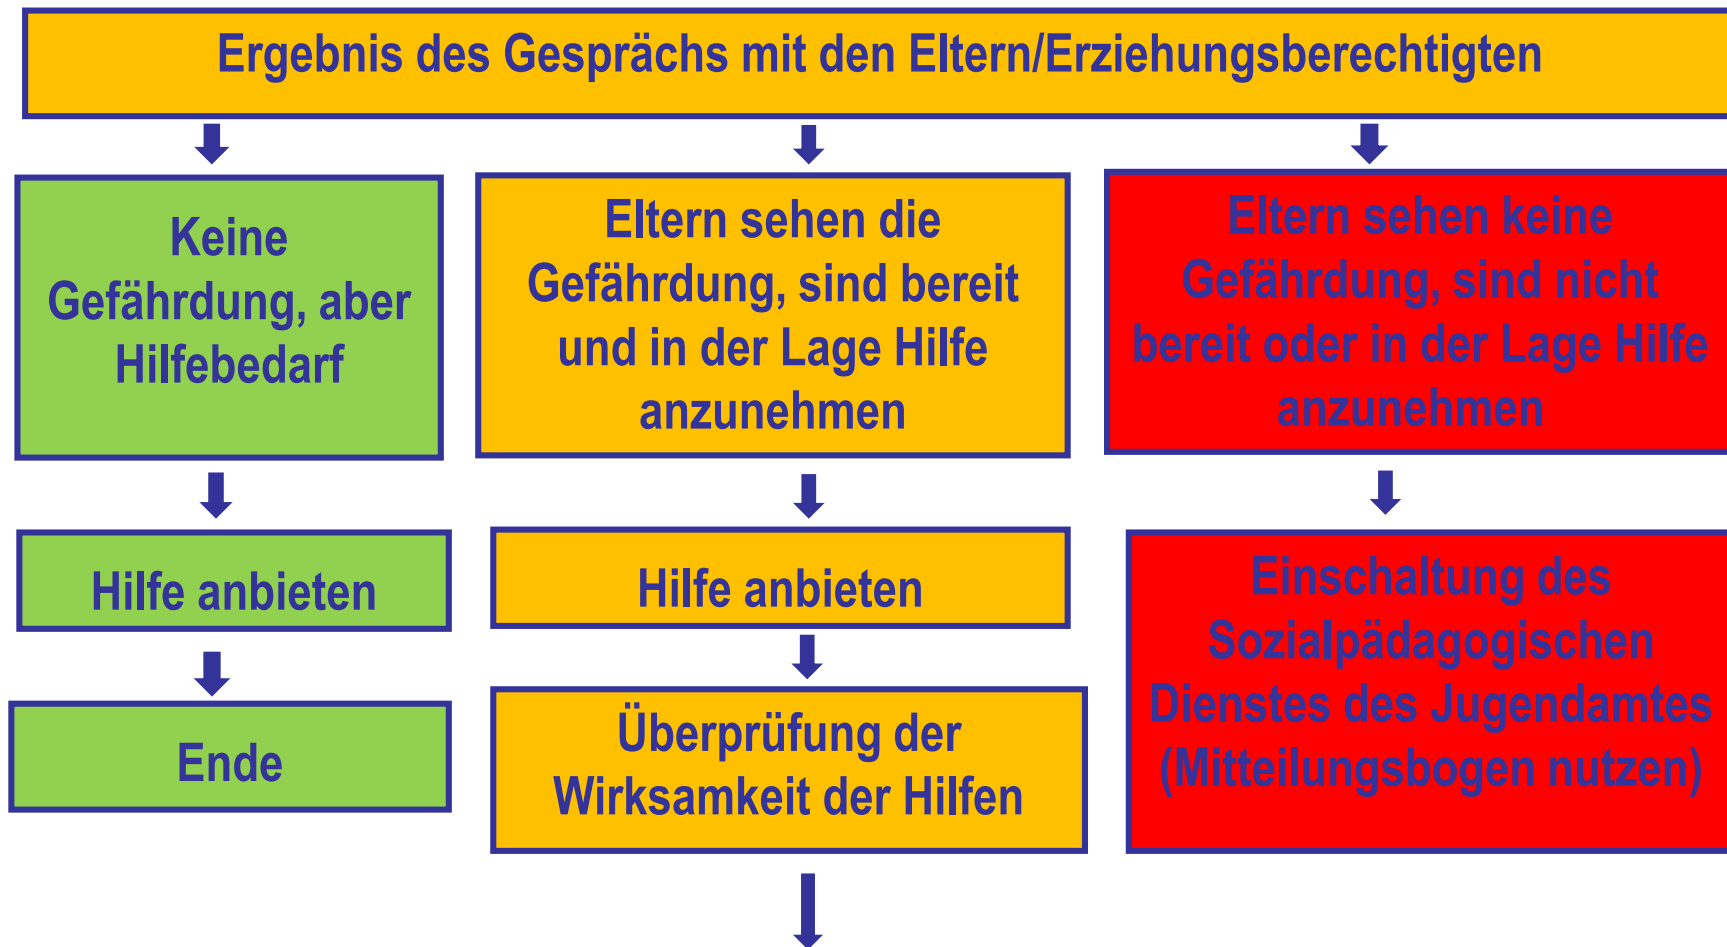 Ergebnis des Gesprächs mit den Eltern/Erziehungsberechtigten
Keine
Gefährdung, aber
Hilfebedarf
Eltern sehen die
Gefährdung, sind bereit
und in der Lage Hilfe
anzunehmen
Eltern sehen keine
Gefährdung, sind nicht
bereit oder in der Lage Hilfe
anzunehmen
Hilfe anbieten
Hilfe anbieten
Einschaltung des
Sozialpädagogischen
Dienstes des Jugendamtes
(Mitteilungsbogen nutzen)
Ende
Überprüfung der
Wirksamkeit der Hilfen